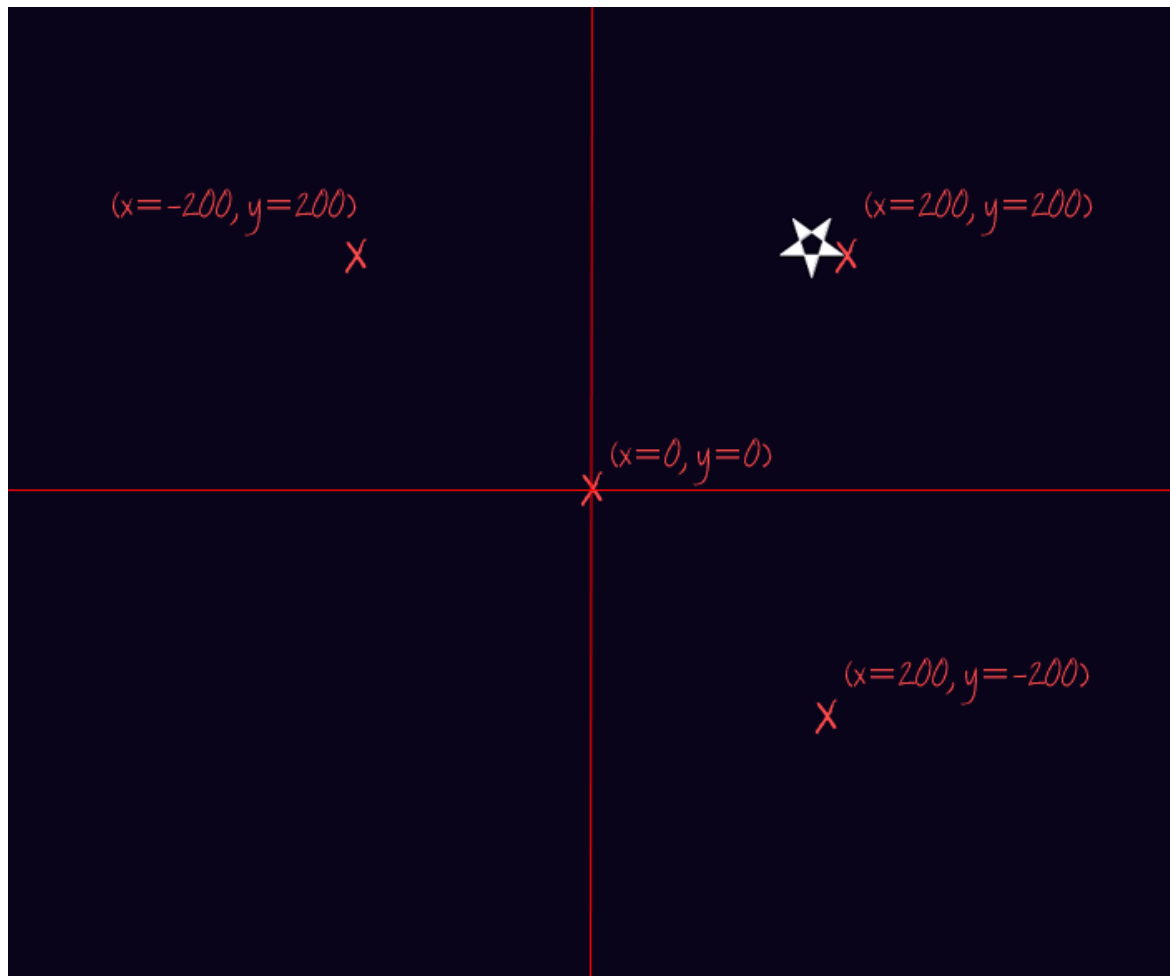 (x=-200, y=200)
(x=200, y=200)
X
X
(x=0, y=0)
X
(x=200, y=-200)
X